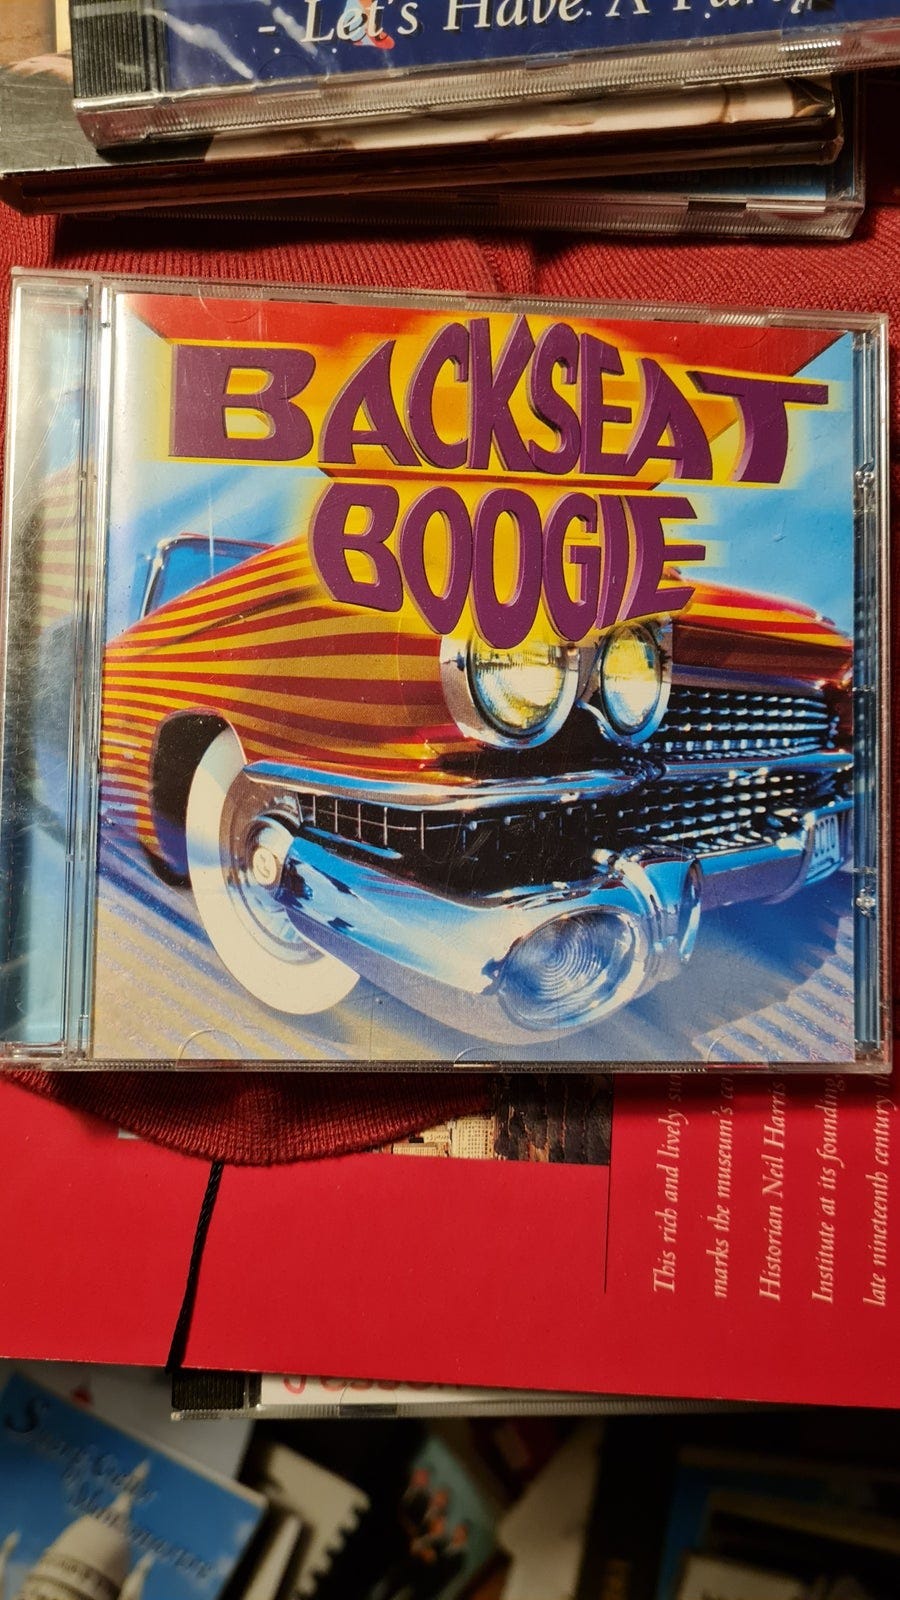 - Let's Have A Party
BACKSEAT
BOOGIE
This rich and lively
marks the museum's
Historian Neil Harris
Institute at its founding
late nineteenth century